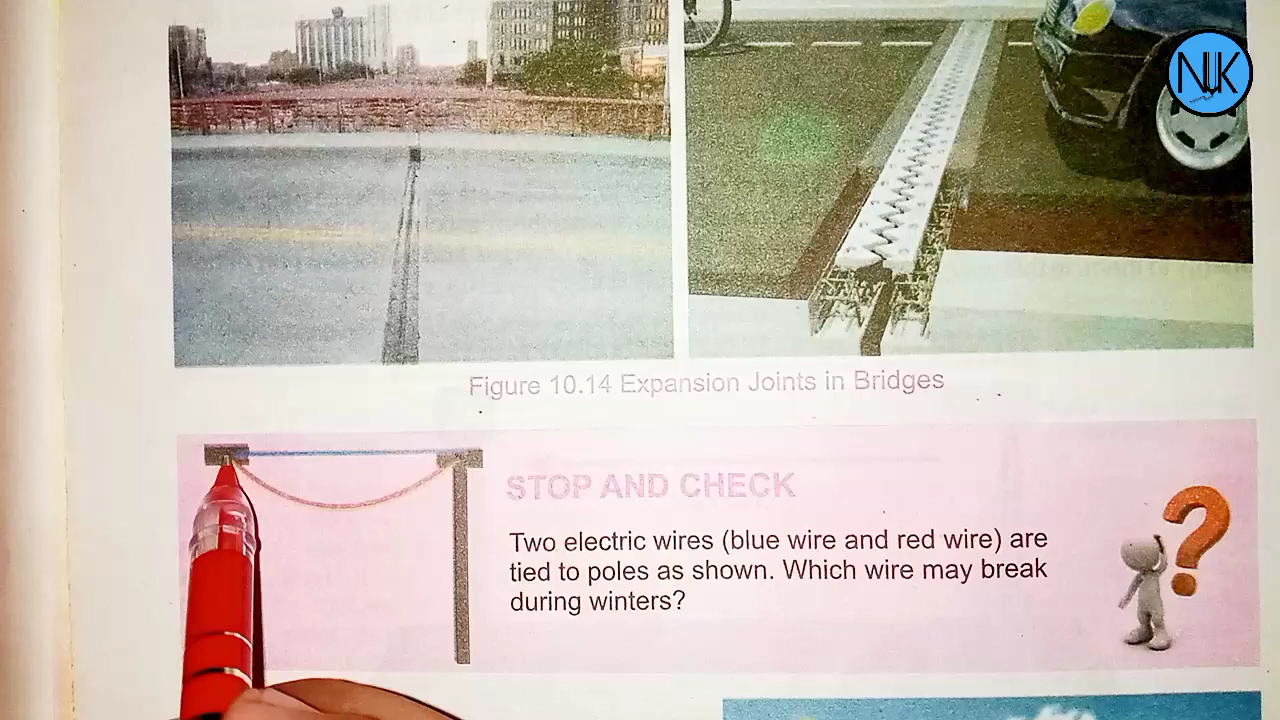 NJK
Figure 10.14 Expansion Joints in Bridges
STOP AND CHECK
Two electric wires (blue wire and red wire) are
tied to poles as shown. Which wire may break
during winters?